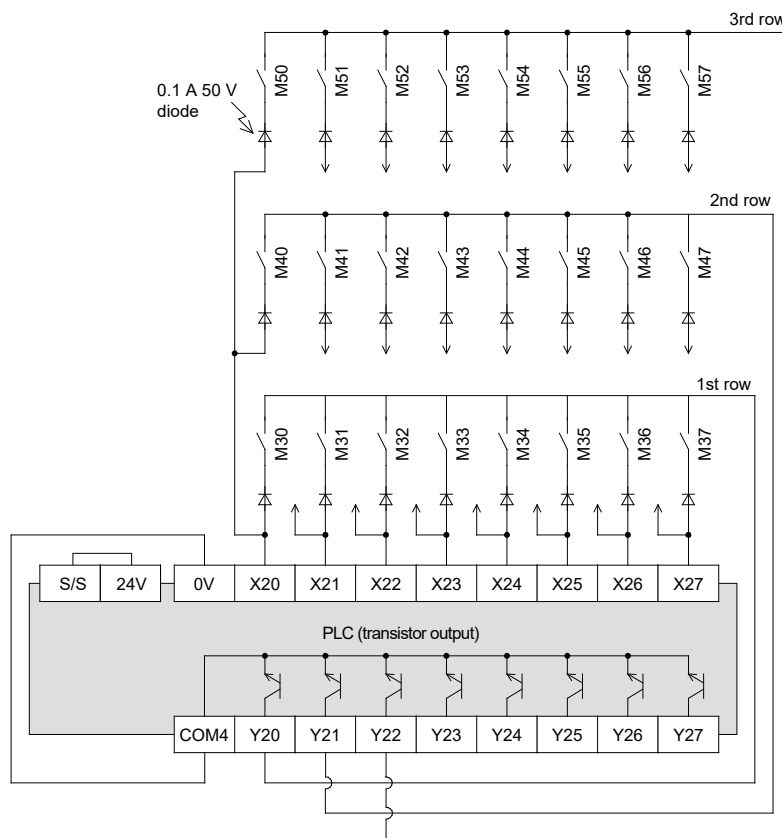 3rd row
M50 M51 M52 M53 M54 M55 M56 M57
0.1 A 50 V
diode
2nd row
M40 M41 M42 M43 M44 M45 M46 M47
1st row
M30 M31 M32 M33 M34 M35 M36 M37
S/S 24V 0V X20 X21 X22 X23 X24 X25 X26 X27
PLC (transistor output)
COM4 Y20 Y21 Y22 Y23 Y24 Y25 Y26 Y27